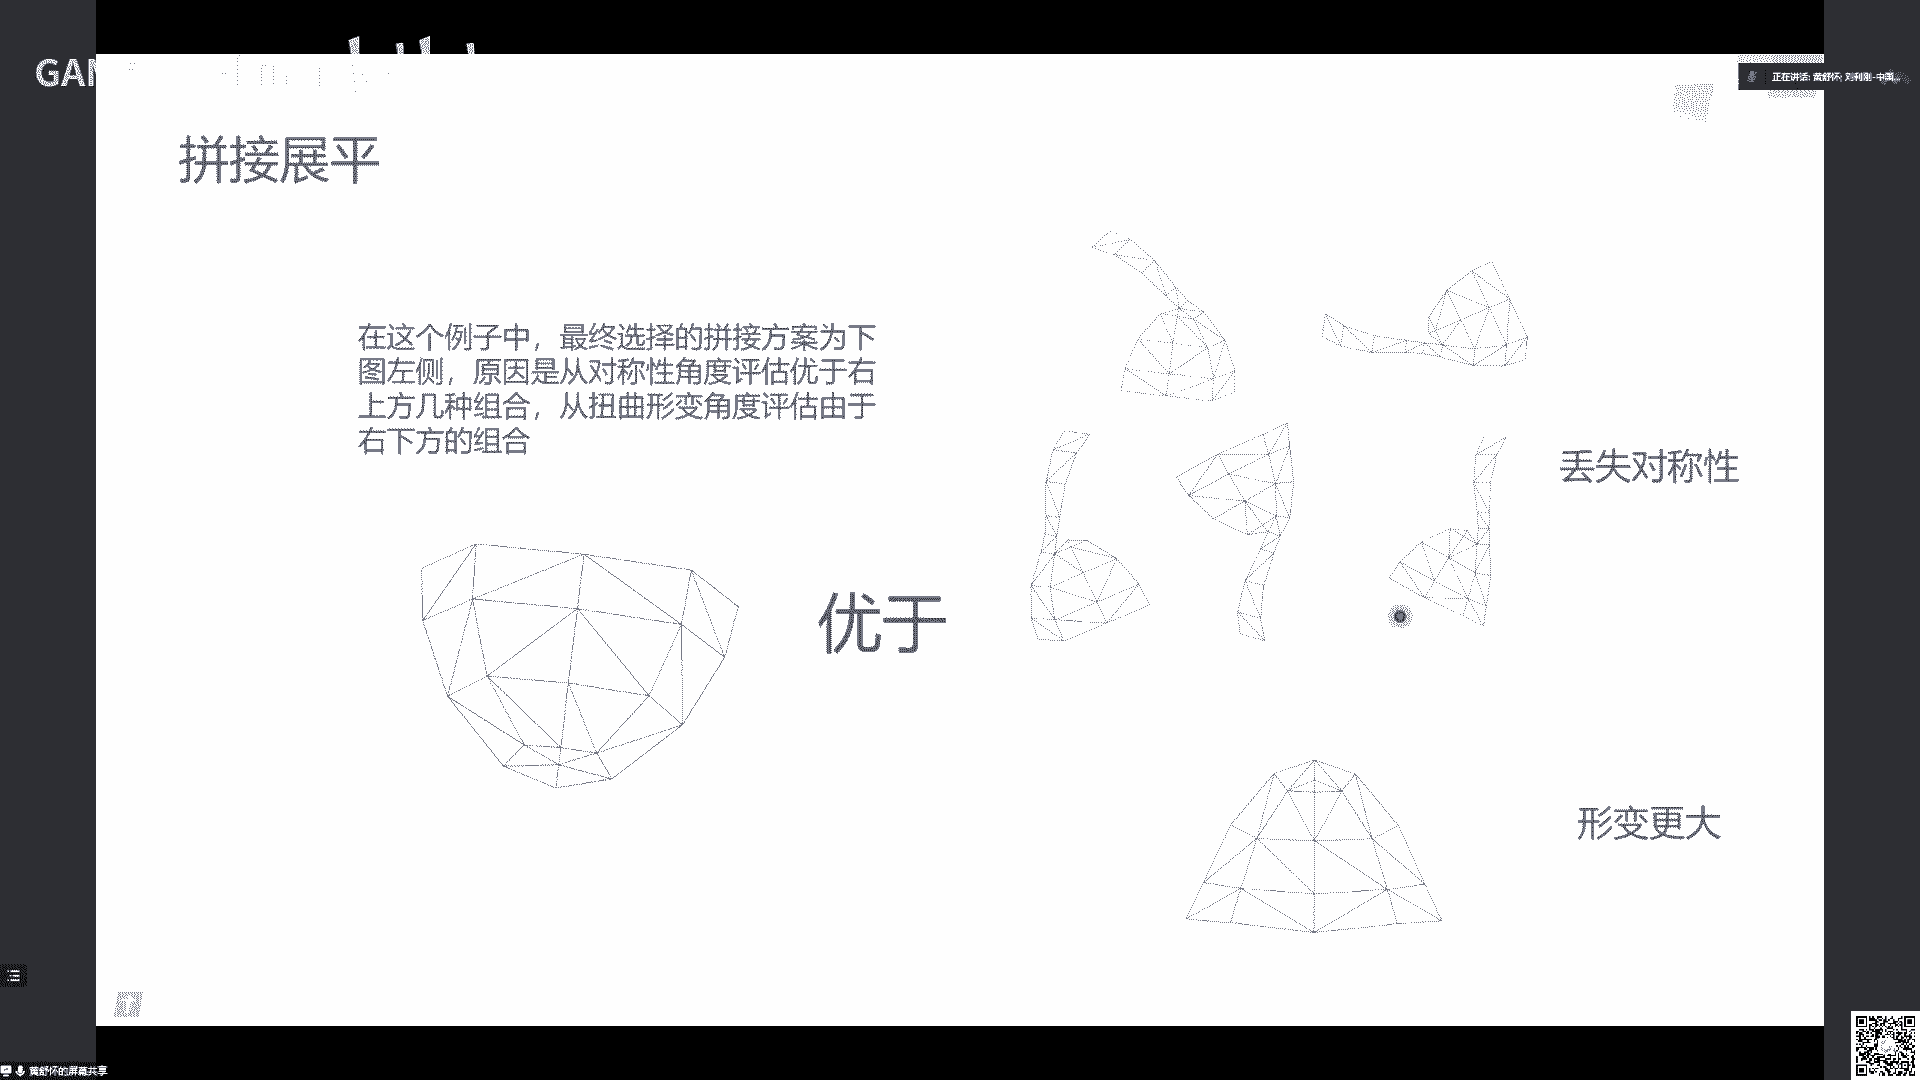 正在讲话: 黄舒怀; 刘利刚-中国...
拼接展平
在这个例子中，最终选择的拼接方案为下
图左侧，原因是从对称性角度评估优于右
上方几种组合，从扭曲形变角度评估由于
右下方的组合
丢失对称性
优于
形变更大
黄舒怀的屏幕共享